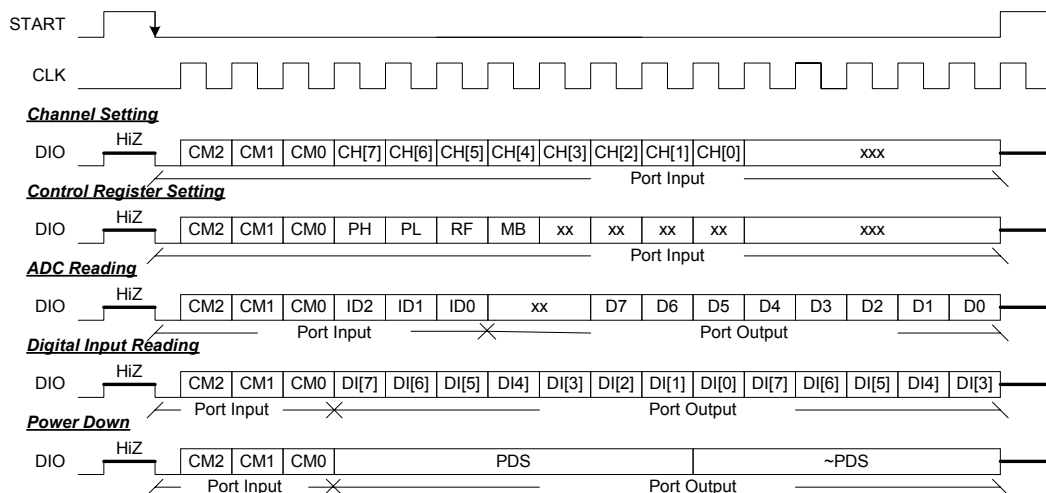 START
CLK
Channel Setting
HiZ
DIO CM2 CM1 CM0 CH[7] CH[6] CH[5] CH[4] CH[3] CH[2] CH[1] CH[0] xxx
Port Input
Control Register Setting
HiZ
DIO CM2 CM1 CM0 PH PL RF MB xx xx xx xx xxx
Port Input
ADC Reading
HiZ
DIO CM2 CM1 CM0 ID2 ID1 ID0 xx D7 D6 D5 D4 D3 D2 D1 D0
Port Input Port Output
Digital Input Reading
HiZ
DIO CM2 CM1 CM0 DI[7] DI[6] DI[5] DI4] DI[3] DI[2] DI[1] DI[0] DI[7] DI[6] DI[5] DI4] DI[3]
Port Input Port Output
Power Down
HiZ
DIO CM2 CM1 CM0 PDS ~PDS
Port Input Port Output